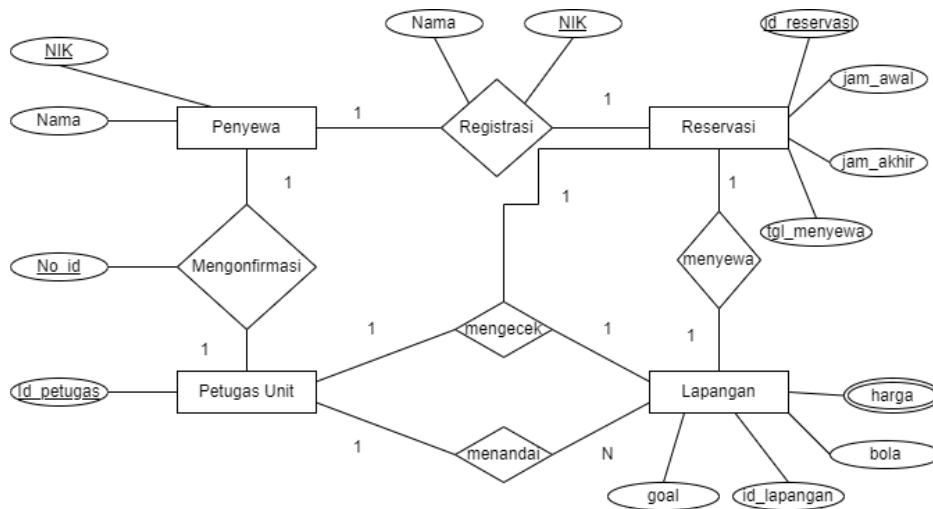 Nama
NIK
id_reservasi
NIK
jam_awal
Nama
Penyewa
1
Registrasi
1
Reservasi
jam_akhir
1
1
1
tgl_menyewa
No_id
Mengonfirmasi
menyewa
1
mengecek
1
1
1
Id_petugas
Petugas Unit
Lapangan
harga
1
menandai
N
bola
goal
id_lapangan